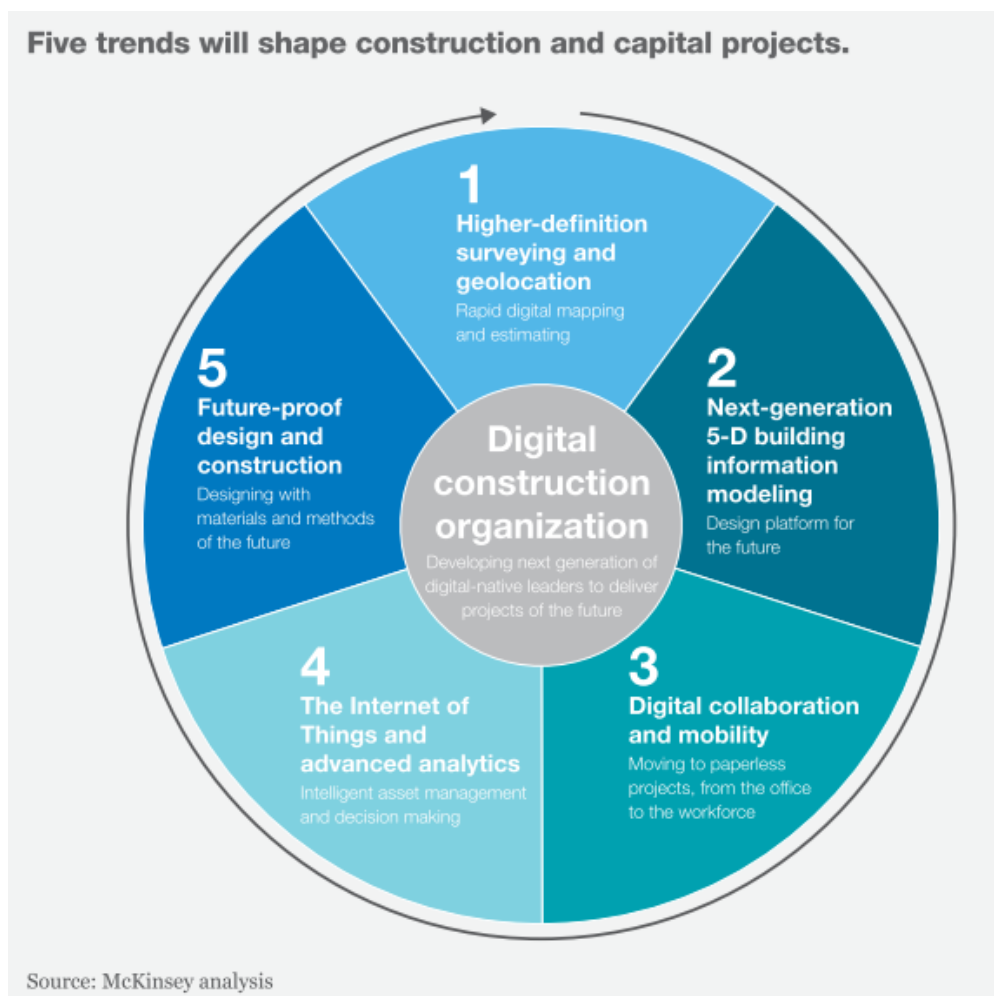 Five trends will shape construction and capital projects.
1
Higher-definition
surveying and
geolocation
Rapid digital mapping
and estimating
2
Next-generation
5-D building
information
modeling
Design platform for
the future
3
Digital collaboration
and mobility
Moving to paperless
projects, from the office
to the workforce
4
The Internet of
Things and
advanced analytics
Intelligent asset management
and decision making
5
Future-proof
design and
construction
Designing with
materials and methods
of the future
Digital
construction
organization
Developing next generation of
digital-native leaders to deliver
projects of the future
Source: McKinsey analysis